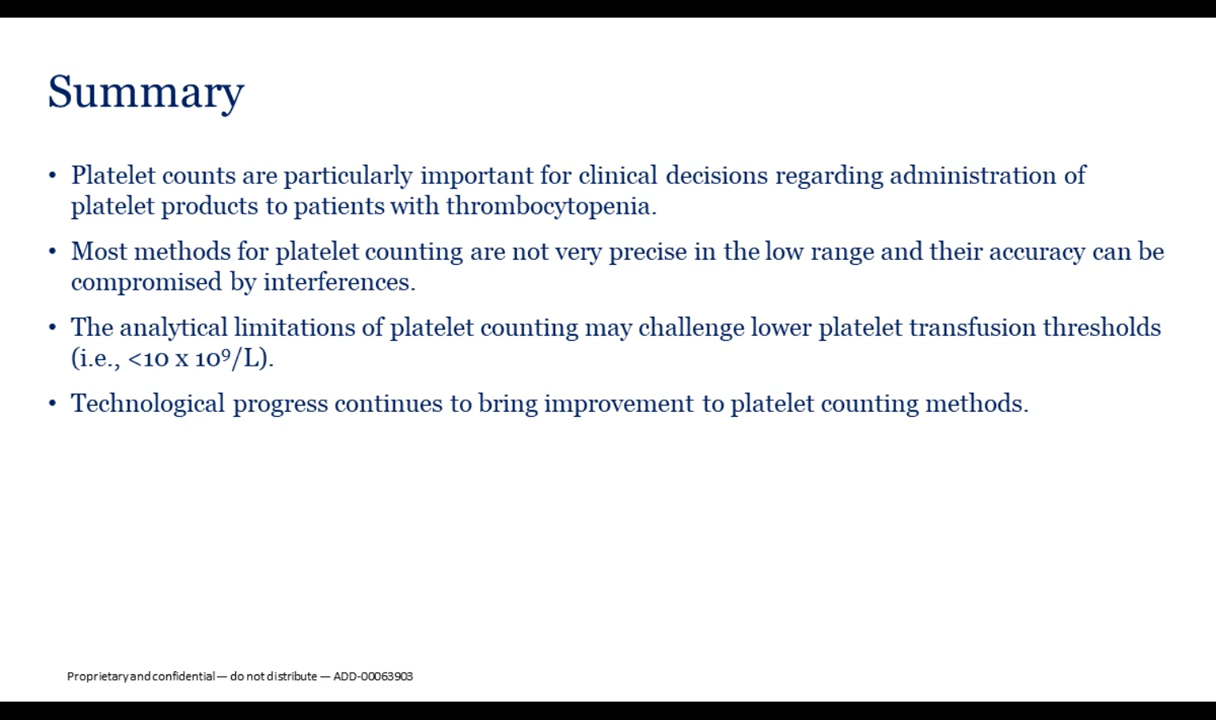 Summary
• Platelet counts are particularly important for clinical decisions regarding administration of
platelet products to patients with thrombocytopenia.
• Most methods for platelet counting are not very precise in the low range and their accuracy can be
compromised by interferences.
• The analytical limitations of platelet counting may challenge lower platelet transfusion thresholds
(i.e., <10 x 10⁹/L).
• Technological progress continues to bring improvement to platelet counting methods.
Proprietary and confidential — do not distribute — ADD-00063903